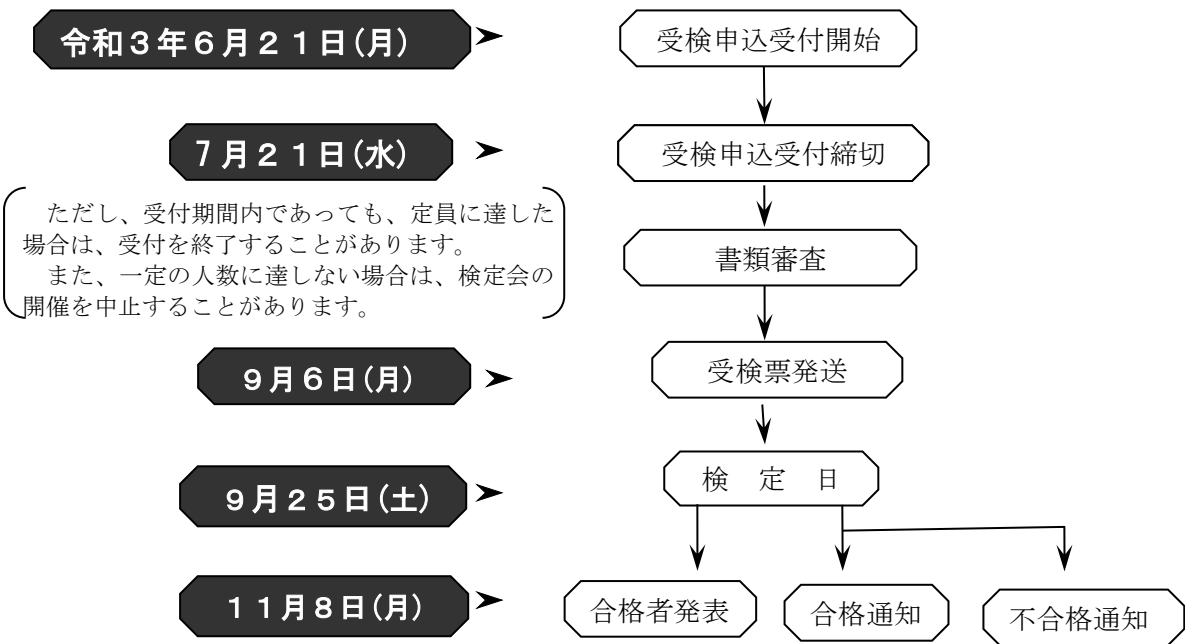 令和３年６月２１日(月)
受検申込受付開始
７月２１日(水)
受検申込受付締切
ただし、受付期間内であっても、定員に達した
場合は、受付を終了することがあります。
また、一定の人数に達しない場合は、検定会の
開催を中止することがあります。
書類審査
９月６日(月)
受検票発送
９月２５日(土)
検　定　日
１１月８日(月)
合格者発表
合格通知
不合格通知